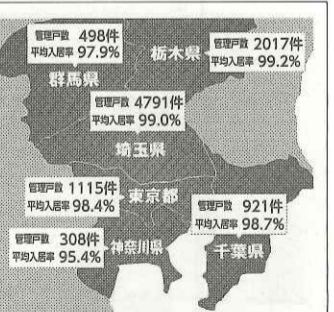 管理戸数 498件
平均入居率 97.9%
群馬県
栃木県
管理戸数 2017件
平均入居率 99.2%
管理戸数 4791件
平均入居率 99.0%
埼玉県
管理戸数 1115件
平均入居率 98.4%
東京都
管理戸数 921件
平均入居率 98.7%
千葉県
管理戸数 308件
平均入居率 95.4%
神奈川県